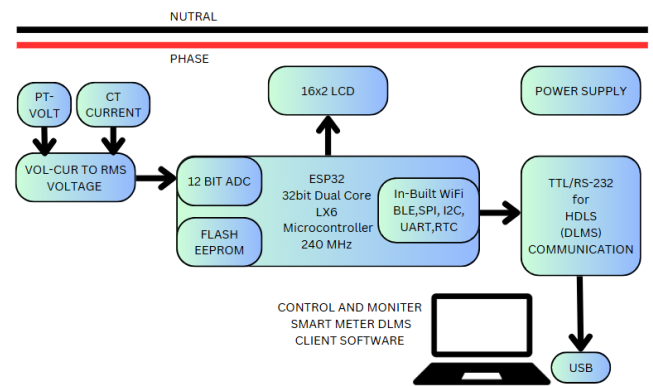 NUTRAL
PHASE
PT-
VOLT
CT
CURRENT
16x2 LCD
POWER SUPPLY
VOL-CUR TO RMS
VOLTAGE
12 BIT ADC
FLASH
EEPROM
ESP32
32bit Dual Core
LX6
Microcontroller
240 MHz
In-Built WiFi
BLE,SPI, I2C,
UART,RTC
TTL/RS-232
for
HDLS
(DLMS)
COMMUNICATION
CONTROL AND MONITER
SMART METER DLMS
CLIENT SOFTWARE
USB